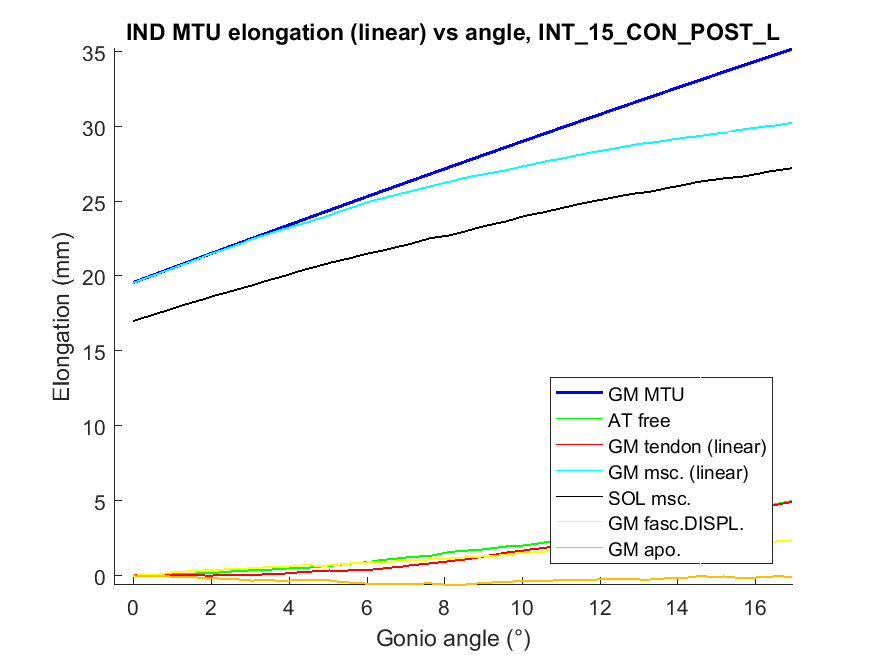 IND MTU elongation (linear) vs angle, INT_15_CON_POST_L
35
30
25
20
15
10
5
0
Elongation (mm)
GM MTU
AT free
GM tendon (linear)
GM msc. (linear)
SOL msc.
GM fasc.DISPL.
GM apo.
0 2 4 6 8 10 12 14 16
Gonio angle (°)